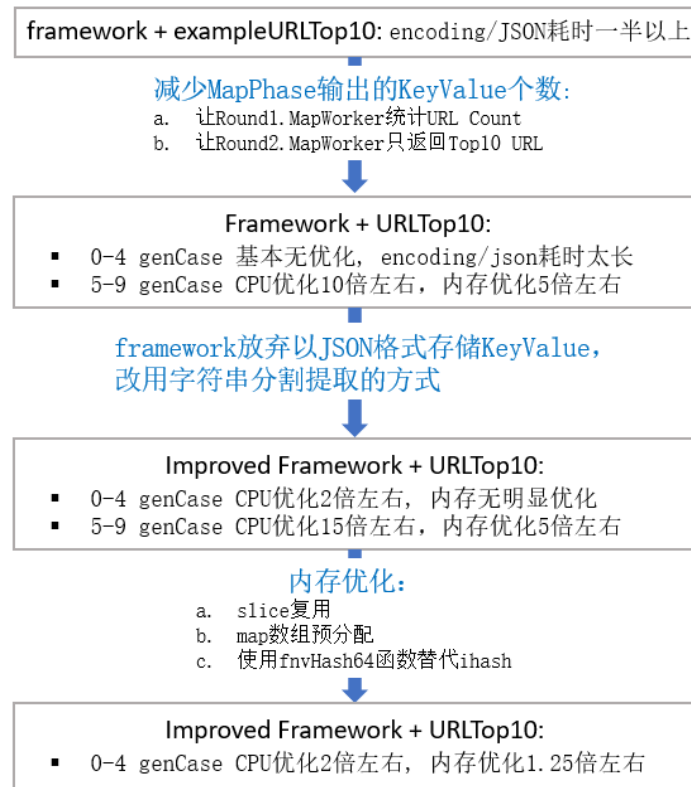 framework + exampleURLTop10: encoding/JSON耗时一半以上
减少MapPhase输出的KeyValue个数:
a. 让Round1.MapWorker统计URL Count
b. 让Round2.MapWorker只返回Top10 URL
Framework + URLTop10:
▪ 0-4 genCase 基本无优化, encoding/json耗时太长
▪ 5-9 genCase CPU优化10倍左右，内存优化5倍左右
framework放弃以JSON格式存储KeyValue，
改用字符串分割提取的方式
Improved Framework + URLTop10:
▪ 0-4 genCase CPU优化2倍左右, 内存无明显优化
▪ 5-9 genCase CPU优化15倍左右，内存优化5倍左右
内存优化：
a. slice复用
b. map数组预分配
c. 使用fnvHash64函数替代ihash
Improved Framework + URLTop10:
▪ 0-4 genCase CPU优化2倍左右, 内存优化1.25倍左右